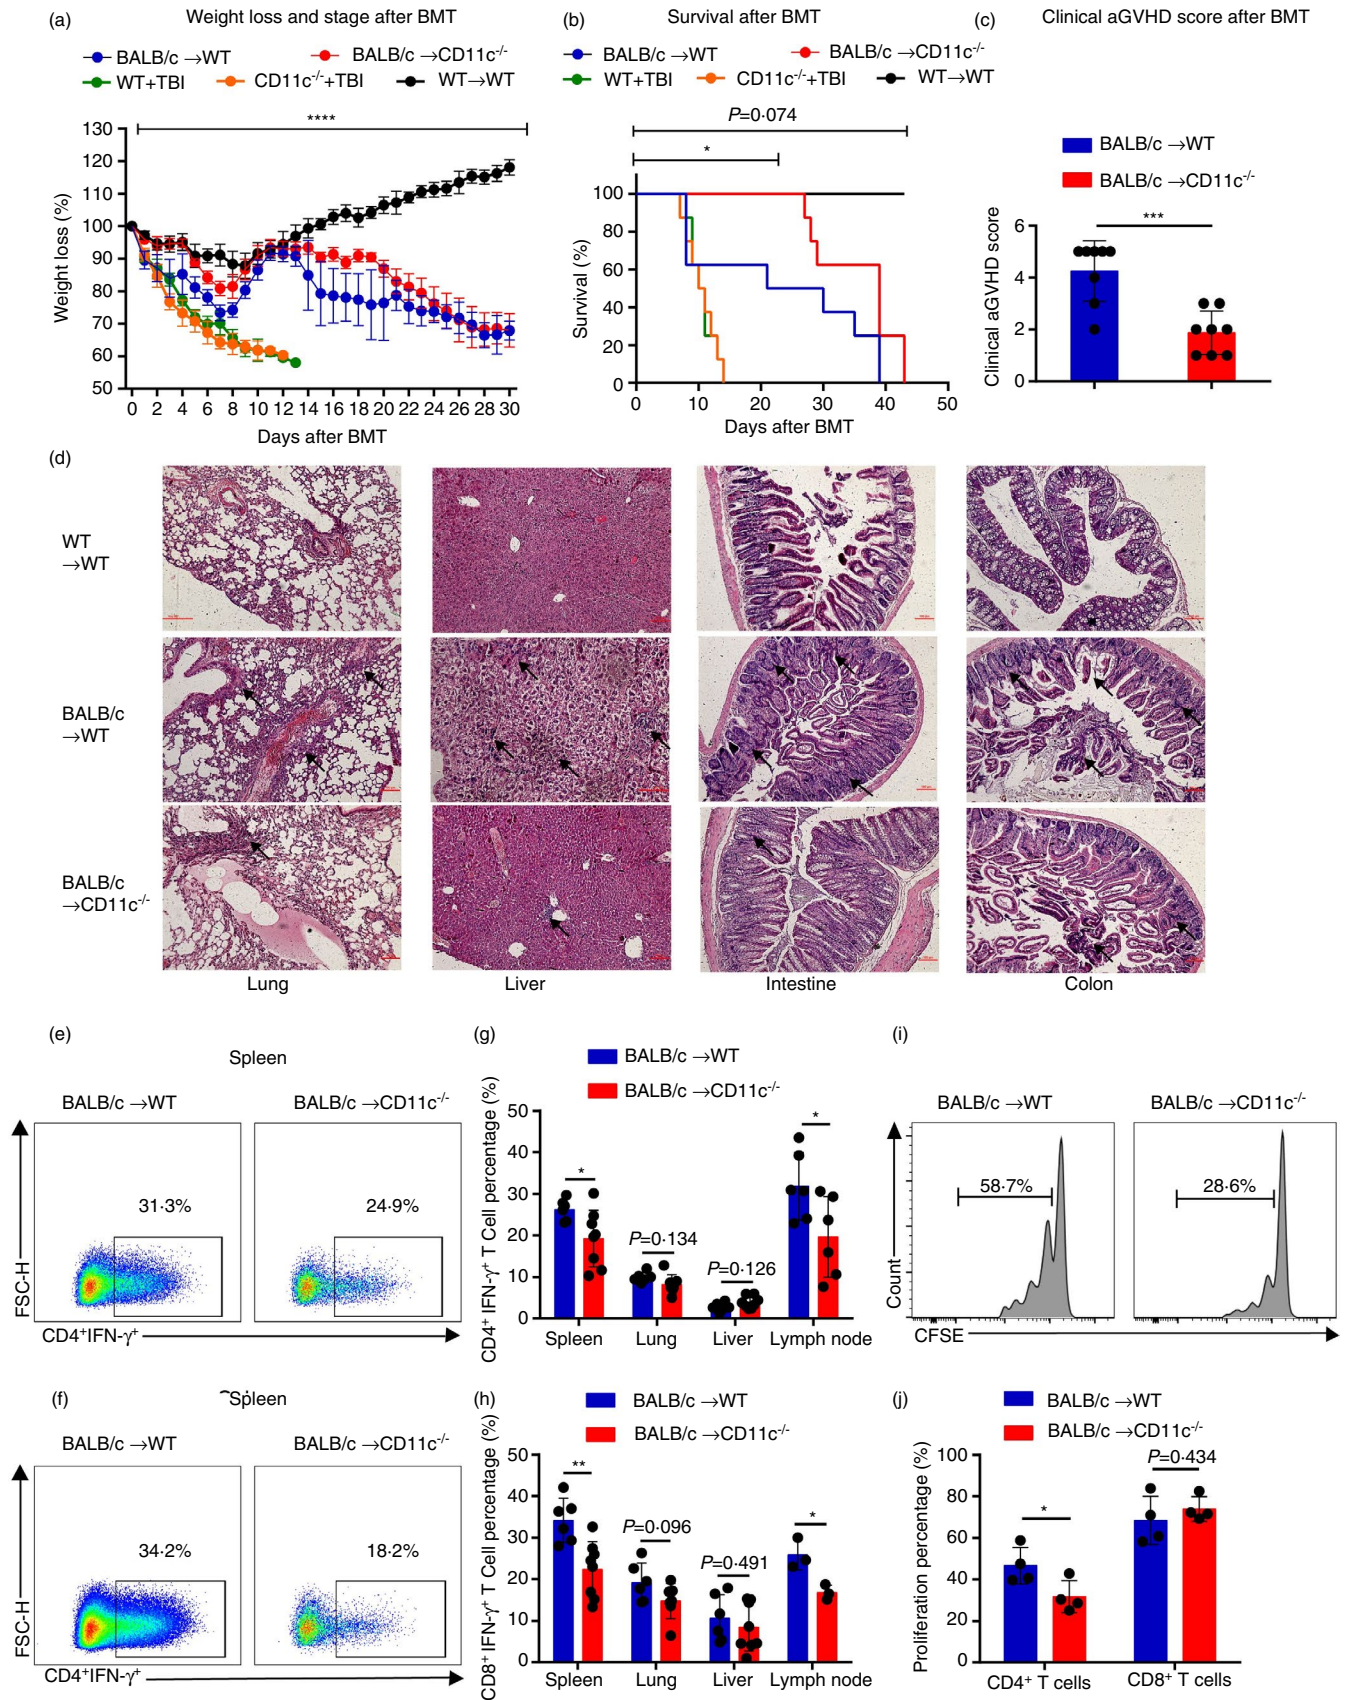 (a) Weight loss and stage after BMT
BALB/c →WT BALB/c →CD11c-/-
WT+TBI CD11c-/-+TBI WT→WT
****
Weight loss (%)
130
120
110
100
90
80
70
60
50
0 2 4 6 8 10 12 14 16 18 20 22 24 26 28 30
Days after BMT
(b) Survival after BMT
BALB/c →WT BALB/c →CD11c-/-
WT+TBI CD11c-/-+TBI WT→WT
P=0·074
*
Survival (%)
100
80
60
40
20
0
0 10 20 30 40 50
Days after BMT
(c) Clinical aGVHD score after BMT
BALB/c →WT
BALB/c →CD11c-/-
***
Clinical aGVHD score
6
4
2
0
(d)
WT
→WT
BALB/c
→WT
BALB/c
→CD11c-/-
Lung Liver Intestine Colon
(e) Spleen
BALB/c →WT BALB/c →CD11c-/-
31·3% 24·9%
FSC-H
CD4+IFN-γ+
(f) Spleen
BALB/c →WT BALB/c →CD11c-/-
34·2% 18·2%
FSC-H
CD4+IFN-γ+
(g)
BALB/c →WT
BALB/c →CD11c-/-
CD4+ IFN-γ+ T Cell percentage (%)
50
40
30
20
10
0
*
P=0·134
P=0·126
*
Spleen Lung Liver Lymph node
(h)
BALB/c →WT
BALB/c →CD11c-/-
CD8+ IFN-γ+ T Cell percentage (%)
50
40
30
20
10
0
**
P=0·096
P=0·491
*
Spleen Lung Liver Lymph node
(i)
BALB/c →WT BALB/c →CD11c-/-
58·7% 28·6%
Count
CFSE
(j)
BALB/c →WT
BALB/c →CD11c-/-
Proliferation percentage (%)
100
80
60
40
20
0
*
P=0·434
CD4+ T cells CD8+ T cells